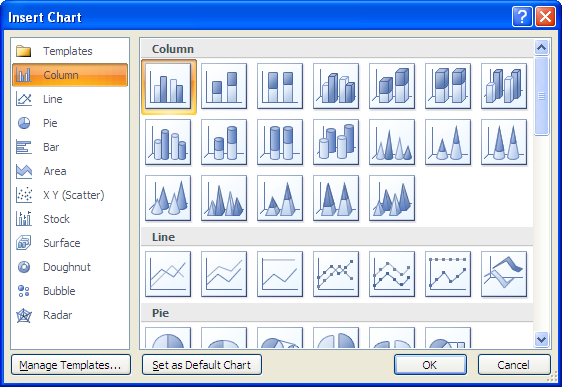 Insert Chart
Templates
Column
Line
Pie
Bar
Area
X Y (Scatter)
Stock
Surface
Doughnut
Bubble
Radar
Column
Line
Pie
Manage Templates...
Set as Default Chart
OK
Cancel